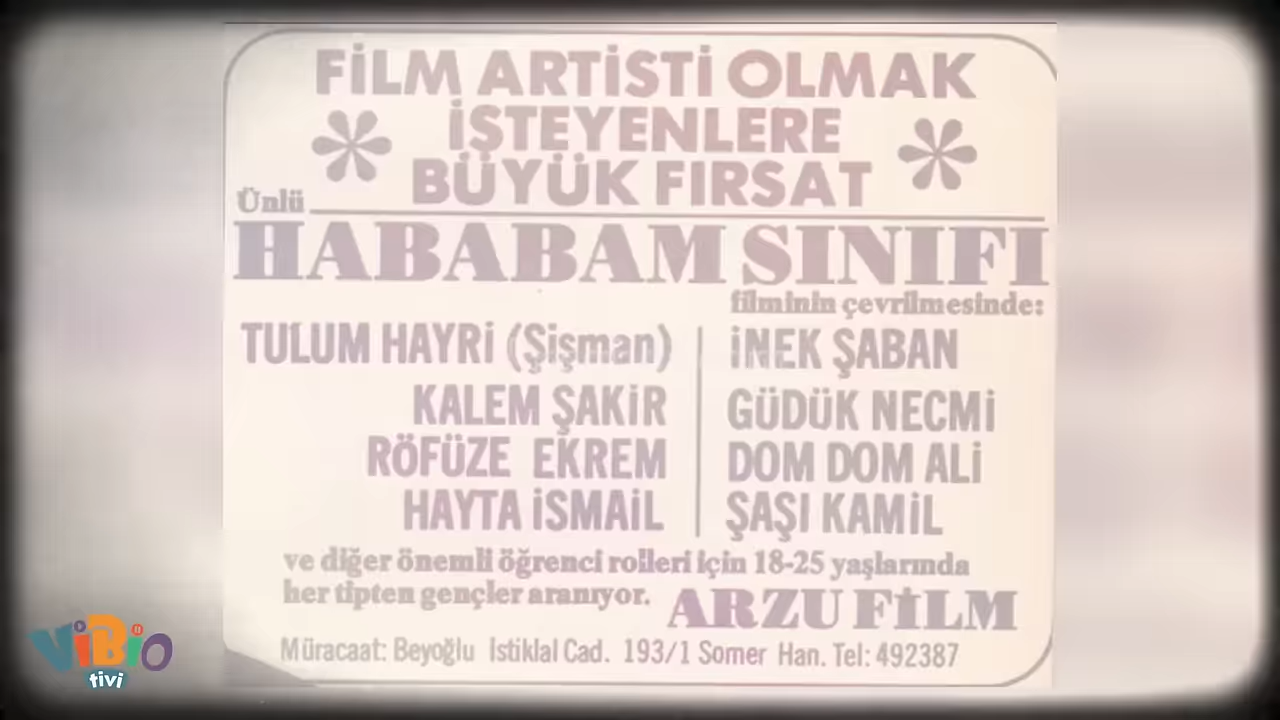 FİLM ARTİSTİ OLMAK
İSTEYENLERE
BÜYÜK FIRSAT
Ünlü
HABABAM SINIFI
filminin çevrilmesinde:
TULUM HAYRİ (Şişman)
KALEM ŞAKİR
RÖFÜZE EKREM
HAYTA İSMAİL
İNEK ŞABAN
GÜDÜK NECMİ
DOM DOM ALİ
ŞAŞI KAMİL
ve diğer önemli öğrenci rolleri için 18-25 yaşlarında
her tipten gençler aranıyor.
ARZU FİLM
Müracaat: Beyoğlu İstiklal Cad. 193/1 Somer Han. Tel: 492387
ViBiO
tivi